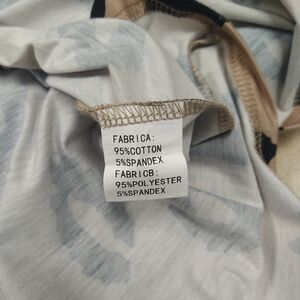 FABRICA:
95%COTTON
5%SPANDEX
FABRICB:
95%POLYESTER
5%SPANDEX